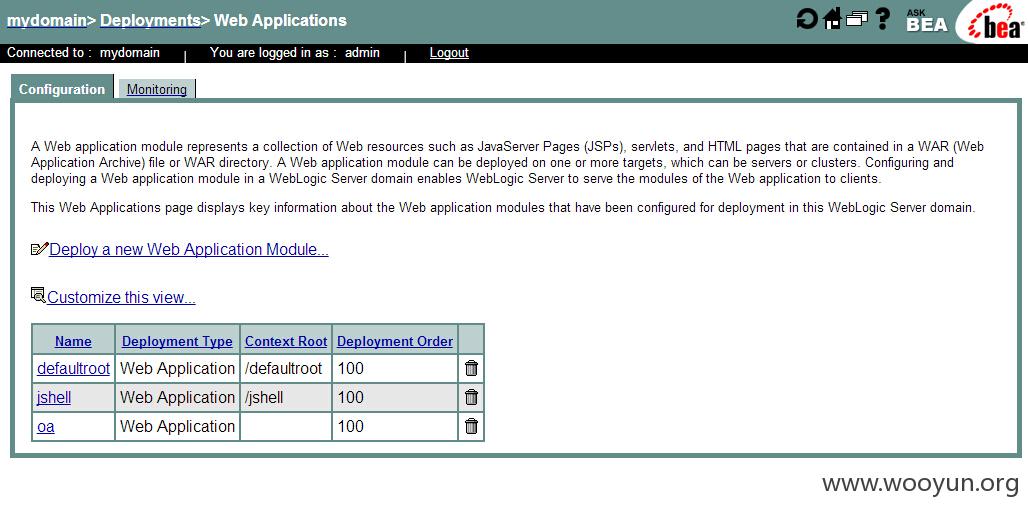 mydomain> Deployments> Web Applications
ASK
BEA
bea
Connected to : mydomain | You are logged in as : admin | Logout
Configuration Monitoring
A Web application module represents a collection of Web resources such as JavaServer Pages (JSPs), servlets, and HTML pages that are contained in a WAR (Web
Application Archive) file or WAR directory. A Web application module can be deployed on one or more targets, which can be servers or clusters. Configuring and
deploying a Web application module in a WebLogic Server domain enables WebLogic Server to serve the modules of the Web application to clients.
This Web Applications page displays key information about the Web application modules that have been configured for deployment in this WebLogic Server domain.
Deploy a new Web Application Module...
Customize this view...
Name Deployment Type Context Root Deployment Order
defaultroot Web Application /defaultroot 100
jshell Web Application /jshell 100
oa Web Application 100
www.wooyun.org